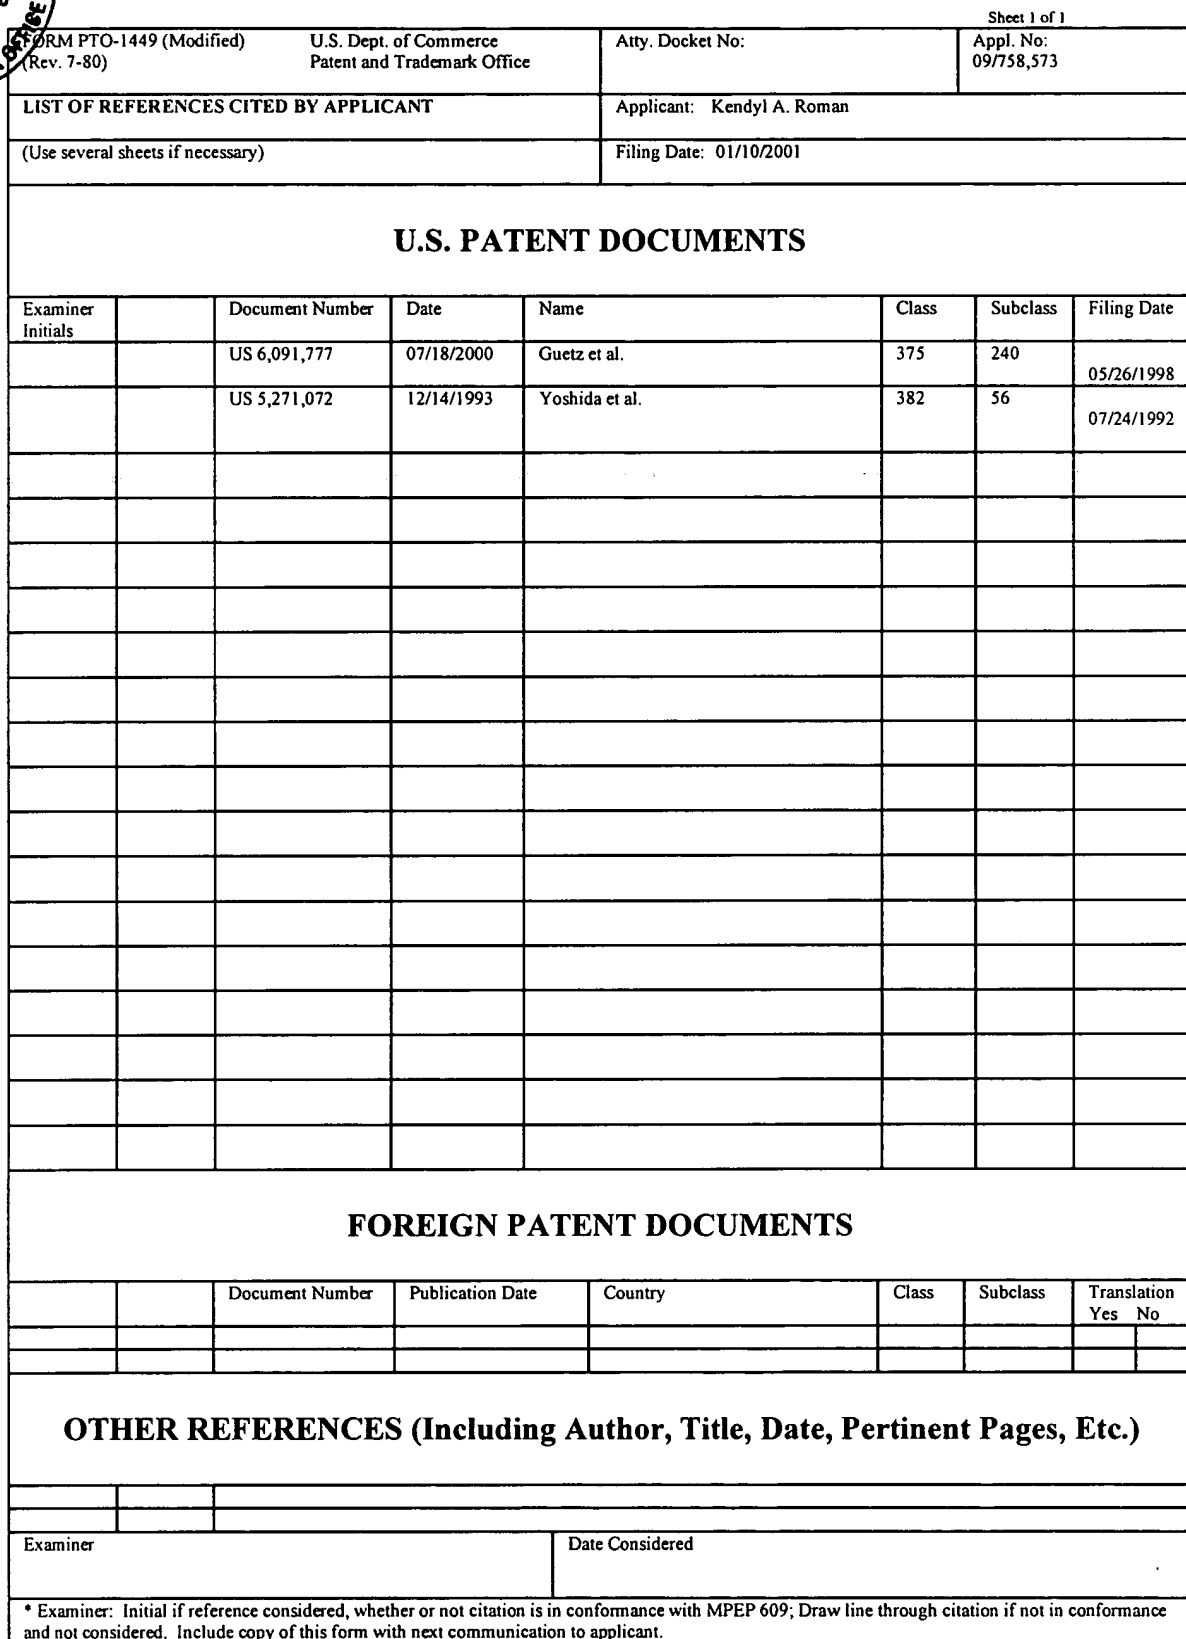 Sheet 1 of 1
FORM PTO-1449 (Modified) U.S. Dept. of Commerce Atty. Docket No: Appl. No:
(Rev. 7-80) Patent and Trademark Office 09/758,573
LIST OF REFERENCES CITED BY APPLICANT Applicant: Kendyl A. Roman
(Use several sheets if necessary) Filing Date: 01/10/2001
U.S. PATENT DOCUMENTS
Examiner Document Number Date Name Class Subclass Filing Date
Initials
US 6,091,777 07/18/2000 Guetz et al. 375 240
05/26/1998
US 5,271,072 12/14/1993 Yoshida et al. 382 56
07/24/1992
FOREIGN PATENT DOCUMENTS
Document Number Publication Date Country Class Subclass Translation
Yes No
OTHER REFERENCES (Including Author, Title, Date, Pertinent Pages, Etc.)
Examiner Date Considered
* Examiner: Initial if reference considered, whether or not citation is in conformance with MPEP 609; Draw line through citation if not in conformance
and not considered. Include copy of this form with next communication to applicant.
OFFICE